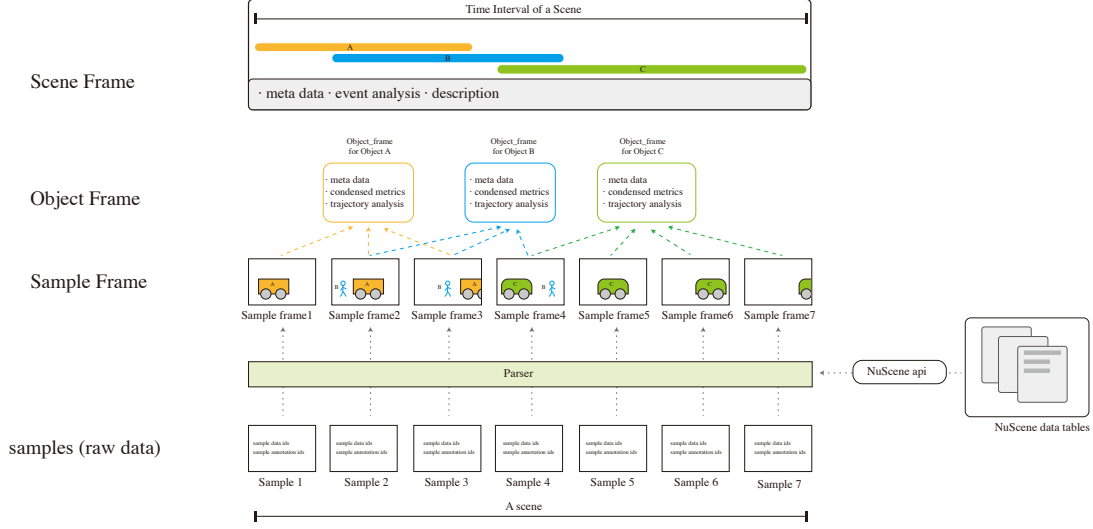 Time Interval of a Scene
A
B
C
Scene Frame
· meta data · event analysis · description
Object_frame
for Object A
Object_frame
for Object B
Object_frame
for Object C
Object Frame
· meta data
· condensed metrics
· trajectory analysis
· meta data
· condensed metrics
· trajectory analysis
· meta data
· condensed metrics
· trajectory analysis
Sample Frame
A
B
A
B
A
C
B
C
C
Sample frame1
Sample frame2
Sample frame3
Sample frame4
Sample frame5
Sample frame6
Sample frame7
Parser
NuScene api
NuScene data tables
samples (raw data)
sample data ids
sample annotation ids
sample data ids
sample annotation ids
sample data ids
sample annotation ids
sample data ids
sample annotation ids
sample data ids
sample annotation ids
sample data ids
sample annotation ids
sample data ids
sample annotation ids
Sample 1
Sample 2
Sample 3
Sample 4
Sample 5
Sample 6
Sample 7
A scene